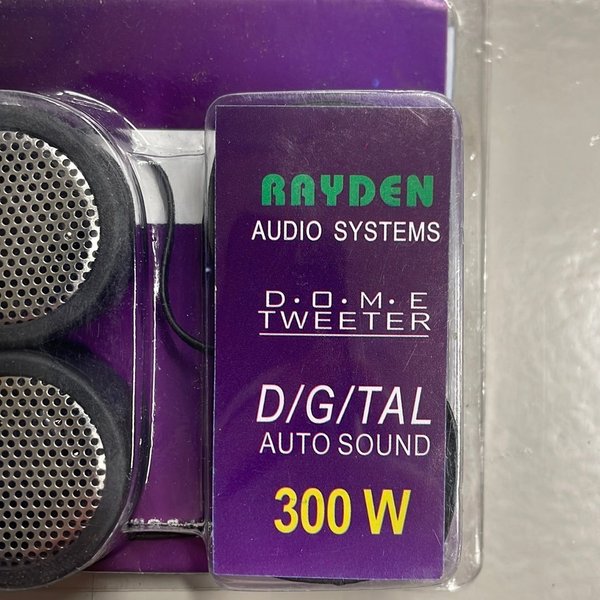 RAYDEN
AUDIO SYSTEMS
D·O·M·E
TWEETER
D/G/TAL
AUTO SOUND
300 W